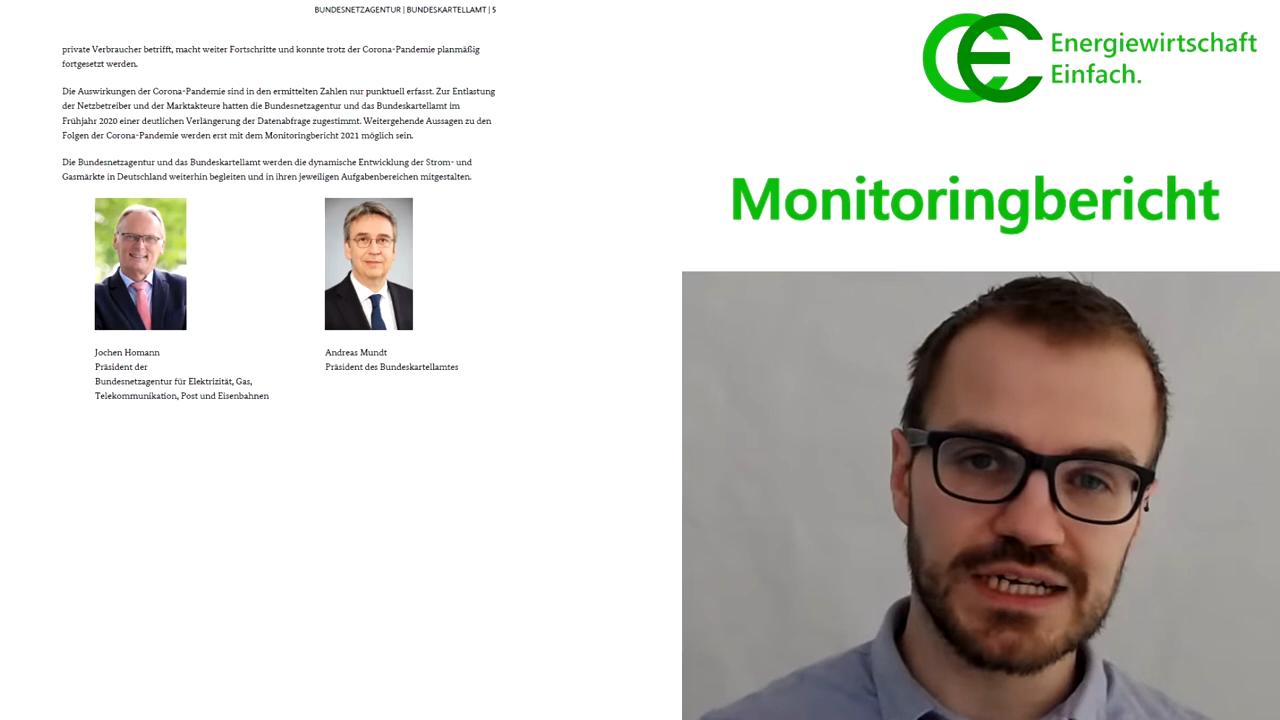 BUNDESNETZAGENTUR | BUNDESKARTELLAMT | 5
private Verbraucher betrifft, macht weiter Fortschritte und konnte trotz der Corona-Pandemie planmäßig
fortgesetzt werden.
Die Auswirkungen der Corona-Pandemie sind in den ermittelten Zahlen nur punktuell erfasst. Zur Entlastung
der Netzbetreiber und der Marktakteure hatten die Bundesnetzagentur und das Bundeskartellamt im
Frühjahr 2020 einer deutlichen Verlängerung der Datenabfrage zugestimmt. Weitergehende Aussagen zu den
Folgen der Corona-Pandemie werden erst mit dem Monitoringbericht 2021 möglich sein.
Die Bundesnetzagentur und das Bundeskartellamt werden die dynamische Entwicklung der Strom- und
Gasmärkte in Deutschland weiterhin begleiten und in ihren jeweiligen Aufgabenbereichen mitgestalten.
Jochen Homann
Präsident der
Bundesnetzagentur für Elektrizität, Gas,
Telekommunikation, Post und Eisenbahnen
Andreas Mundt
Präsident des Bundeskartellamtes
Energiewirtschaft
Einfach.
Monitoringbericht